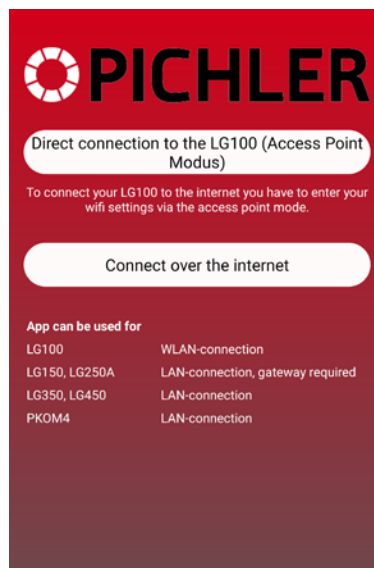 PICHLER
Direct connection to the LG100 (Access Point
Modus)
To connect your LG100 to the internet you have to enter your
wifi settings via the access point mode.
Connect over the internet
App can be used for
LG100 WLAN-connection
LG150, LG250A LAN-connection, gateway required
LG350, LG450 LAN-connection
PKOM4 LAN-connection